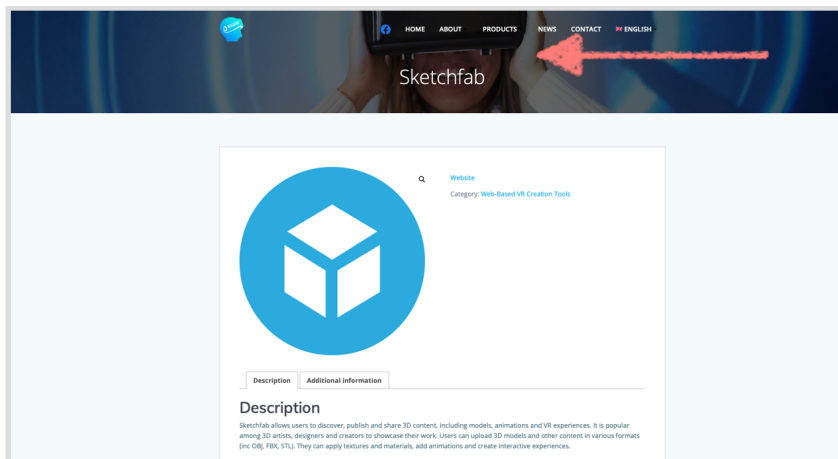 HOME ABOUT PRODUCTS NEWS CONTACT ENGLISH
Sketchfab
Website
Category: Web-Based VR Creation Tools
Description Additional information
Description
Sketchfab allows users to discover, publish and share 3D content, including models, animations and VR experiences. It is popular
among 3D artists, designers and creators to showcase their work. Users can upload 3D models and other content in various formats
(inc OBJ, FBX, STL). They can apply textures and materials, add animations and create interactive experiences.